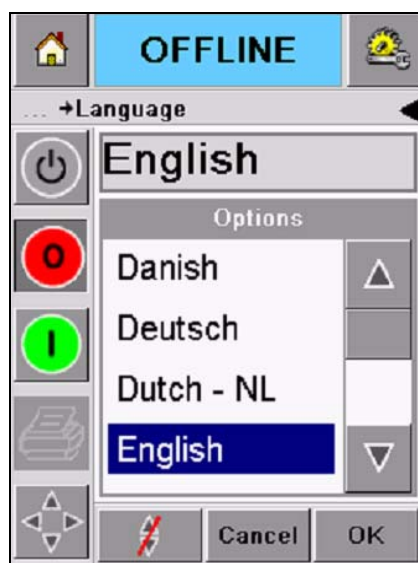 OFFLINE
... →Language
English
Options
O
Danish
Deutsch
I
Dutch - NL
English
Cancel
OK